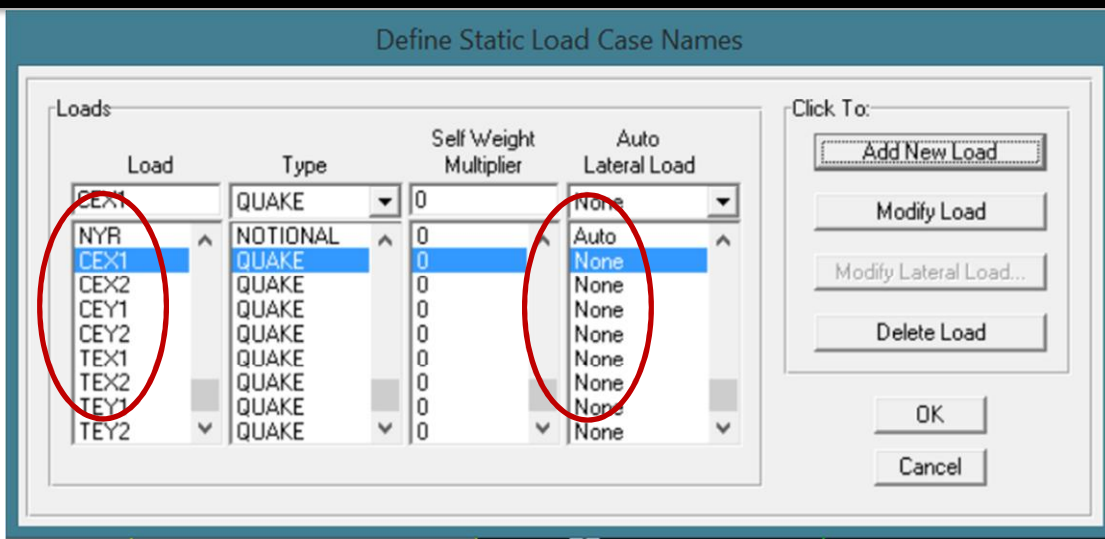 Define Static Load Case Names
Loads
Load Type Self Weight Multiplier Auto Lateral Load
CEX1 QUAKE 0 None
NYR NOTIONAL 0 Auto
CEX1 QUAKE 0 None
CEX2 QUAKE 0 None
CEY1 QUAKE 0 None
CEY2 QUAKE 0 None
TEX1 QUAKE 0 None
TEX2 QUAKE 0 None
TEY1 QUAKE 0 None
TEY2 QUAKE 0 None
Click To:
Add New Load
Modify Load
Modify Lateral Load...
Delete Load
OK
Cancel